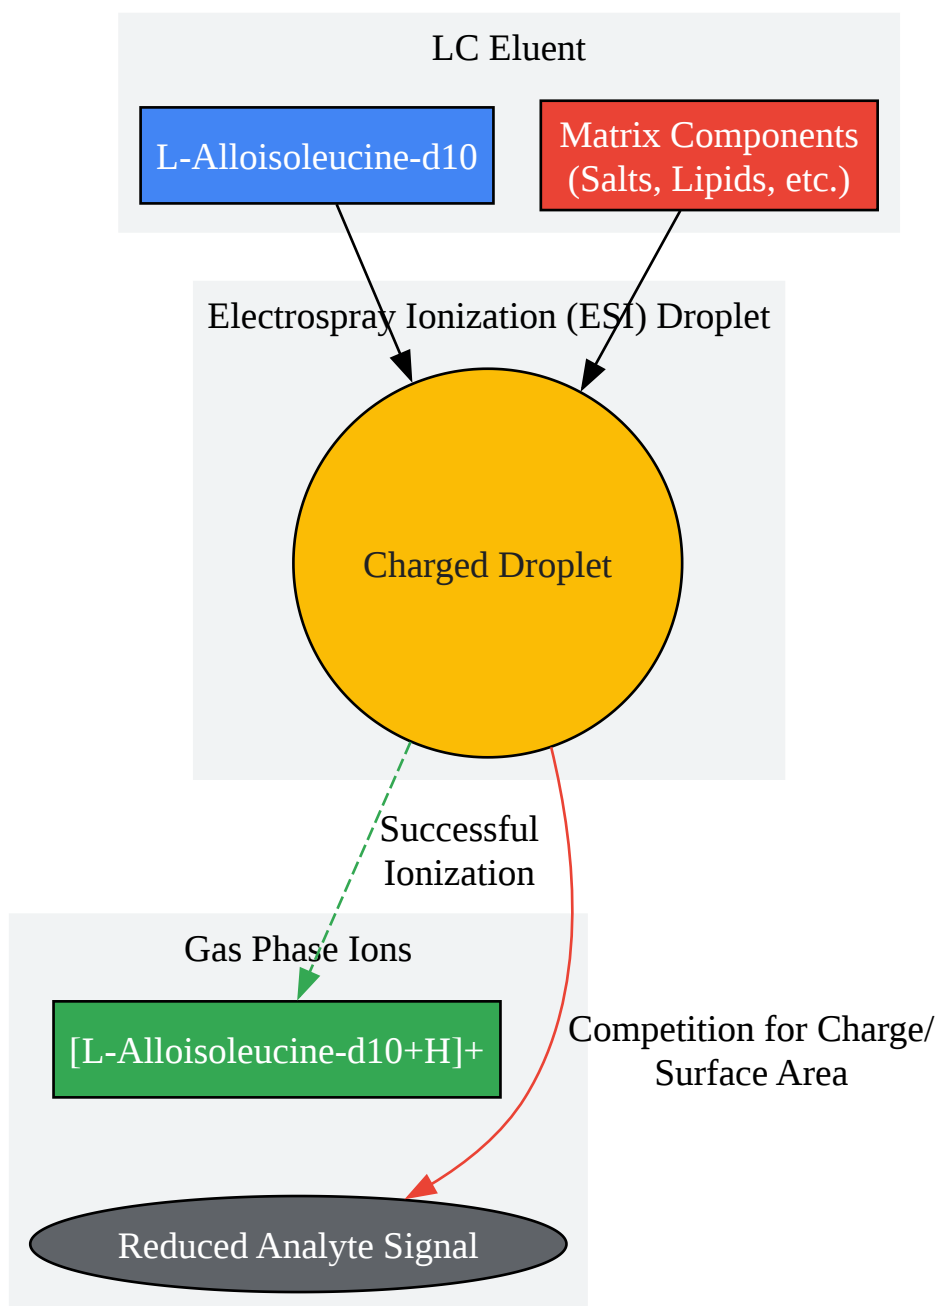 LC Eluent
L-Alloisoleucine-d10
Matrix Components
(Salts, Lipids, etc.)
Electrospray Ionization (ESI) Droplet
Charged Droplet
Successful
Ionization
Gas Phase Ions
[L-Alloisoleucine-d10+H]+
Competition for Charge/
Surface Area
Reduced Analyte Signal